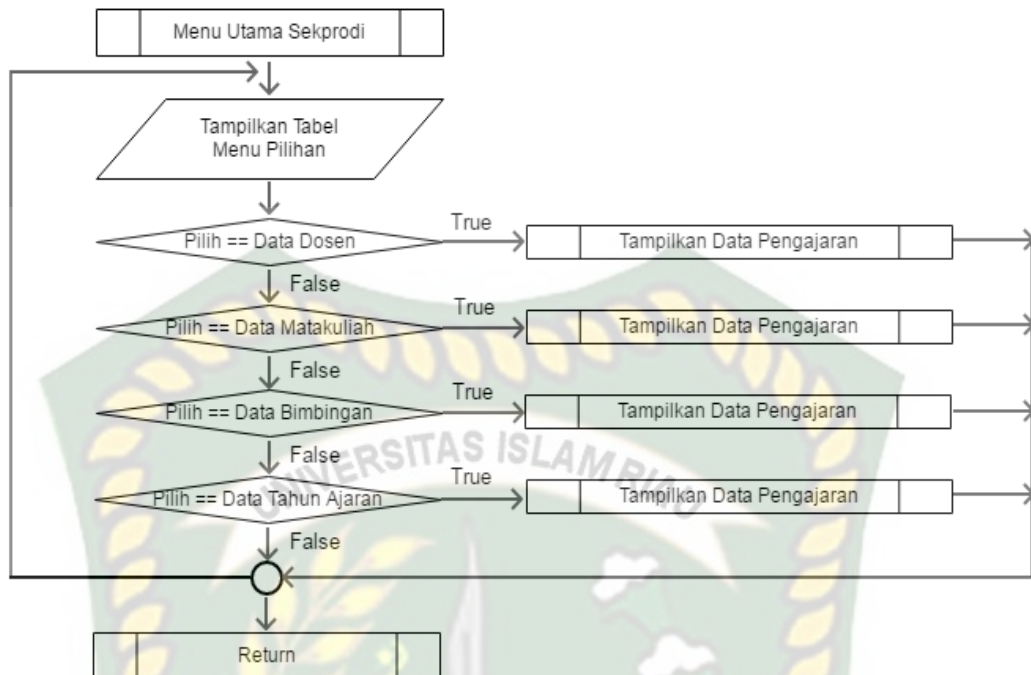 Menu Utama Sekprodi
Tampilkan Tabel
Menu Pilihan
Pilih == Data Dosen
True
Tampilkan Data Pengajaran
False
Pilih == Data Matakuliah
True
Tampilkan Data Pengajaran
False
Pilih == Data Bimbingan
True
Tampilkan Data Pengajaran
False
Pilih == Data Tahun Ajaran
True
Tampilkan Data Pengajaran
False
Return
UNIVERSITAS ISLAM RIAU